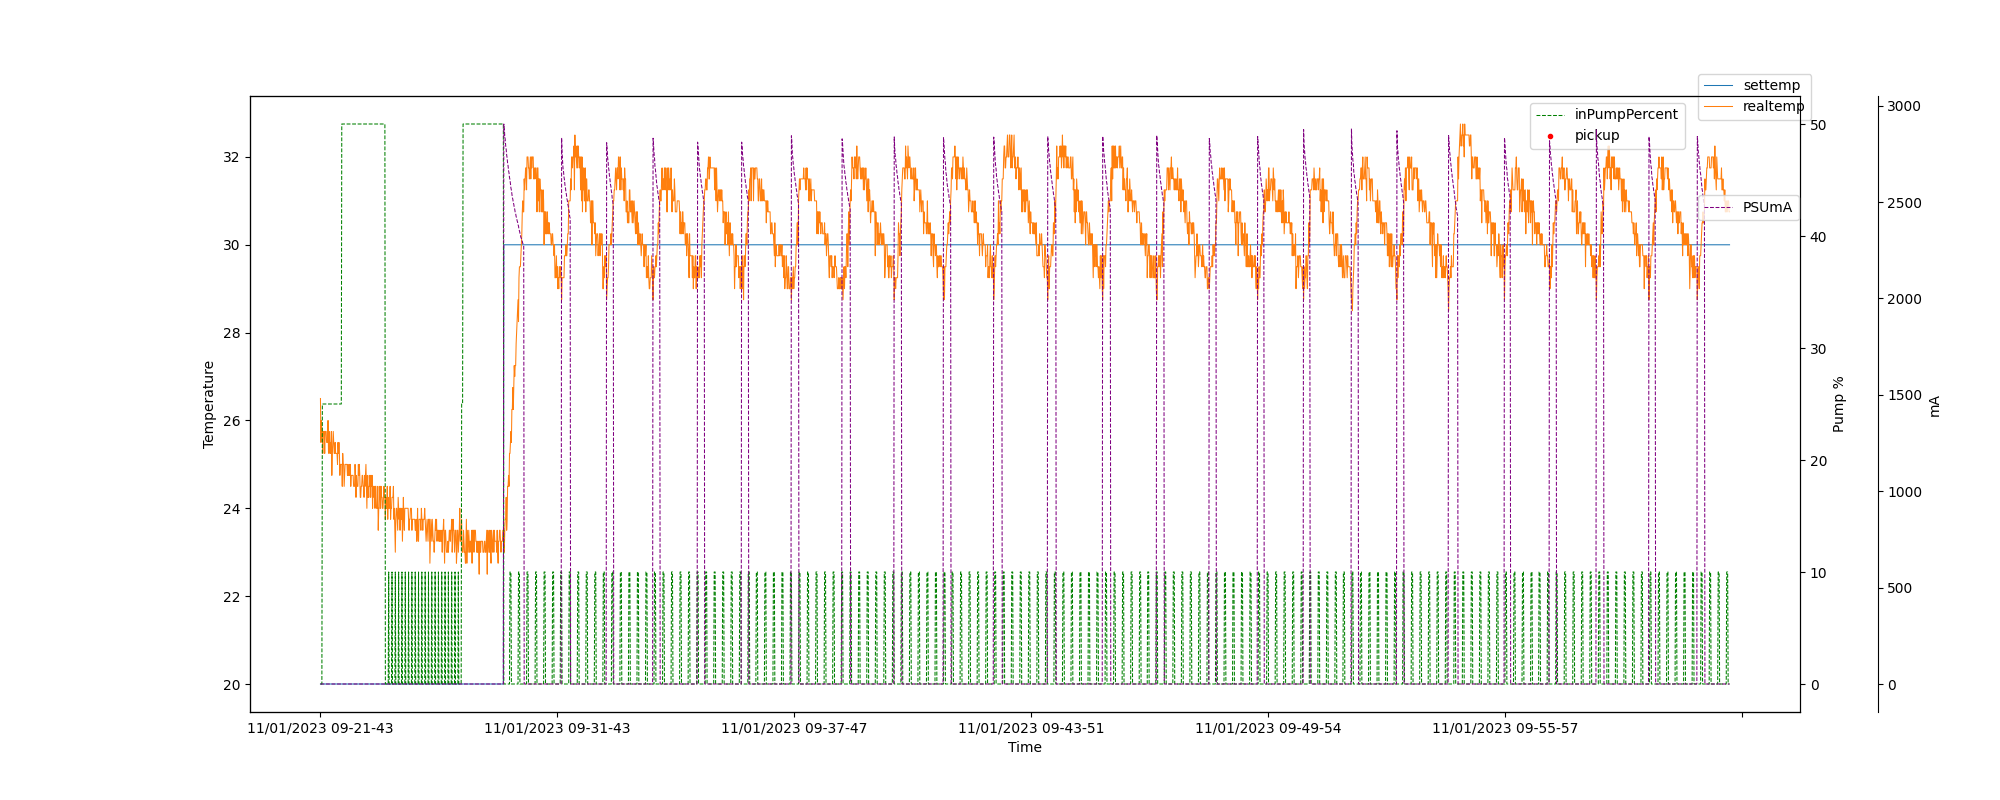 settemp
realtemp
inPumpPercent
pickup
PSUmA
Temperature
32
30
28
26
24
22
20
50
40
30
20
10
0
Pump %
3000
2500
2000
1500
1000
500
0
mA
11/01/2023 09-21-43
11/01/2023 09-31-43
11/01/2023 09-37-47
11/01/2023 09-43-51
11/01/2023 09-49-54
11/01/2023 09-55-57
Time